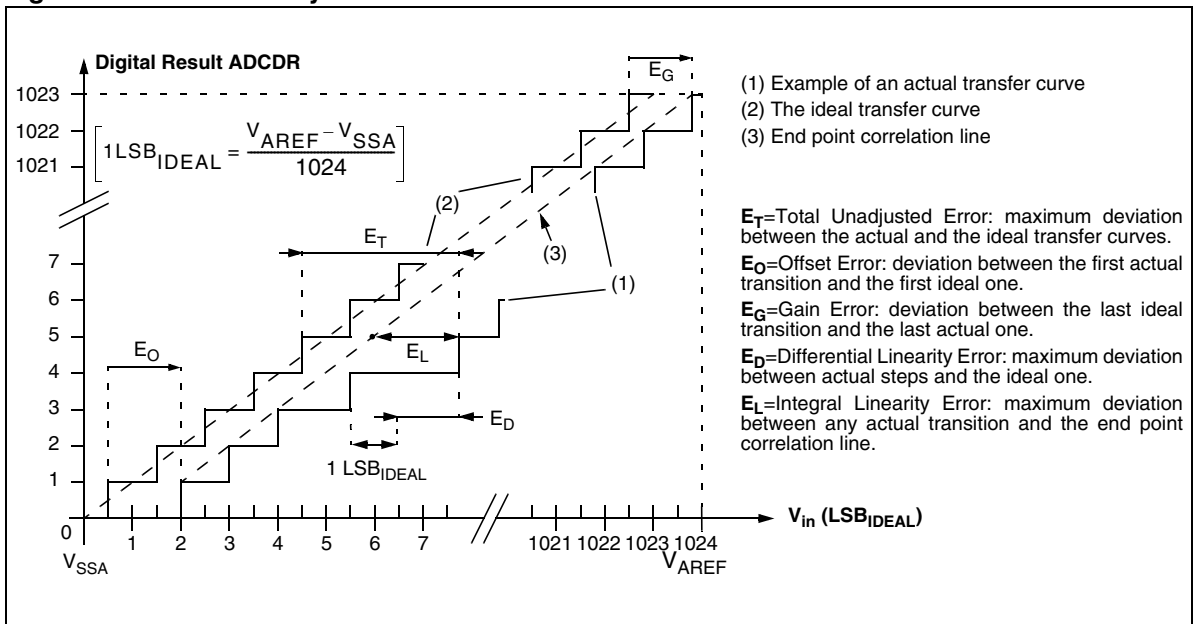 Digital Result ADCDR
E_G
1023
1022
1021
1LSB_IDEAL = (V_AREF – V_SSA) / 1024
(2)
E_T
(3)
(1)
7
6
5
4
3
2
1
0
E_O
E_L
E_D
1 LSB_IDEAL
(1)
1 2 3 4 5 6 7 1021 1022 1023 1024
V_SSA
V_AREF
V_in (LSB_IDEAL)
(1) Example of an actual transfer curve
(2) The ideal transfer curve
(3) End point correlation line
E_T=Total Unadjusted Error: maximum deviation
between the actual and the ideal transfer curves.
E_O=Offset Error: deviation between the first actual
transition and the first ideal one.
E_G=Gain Error: deviation between the last ideal
transition and the last actual one.
E_D=Differential Linearity Error: maximum deviation
between actual steps and the ideal one.
E_L=Integral Linearity Error: maximum deviation
between any actual transition and the end point
correlation line.